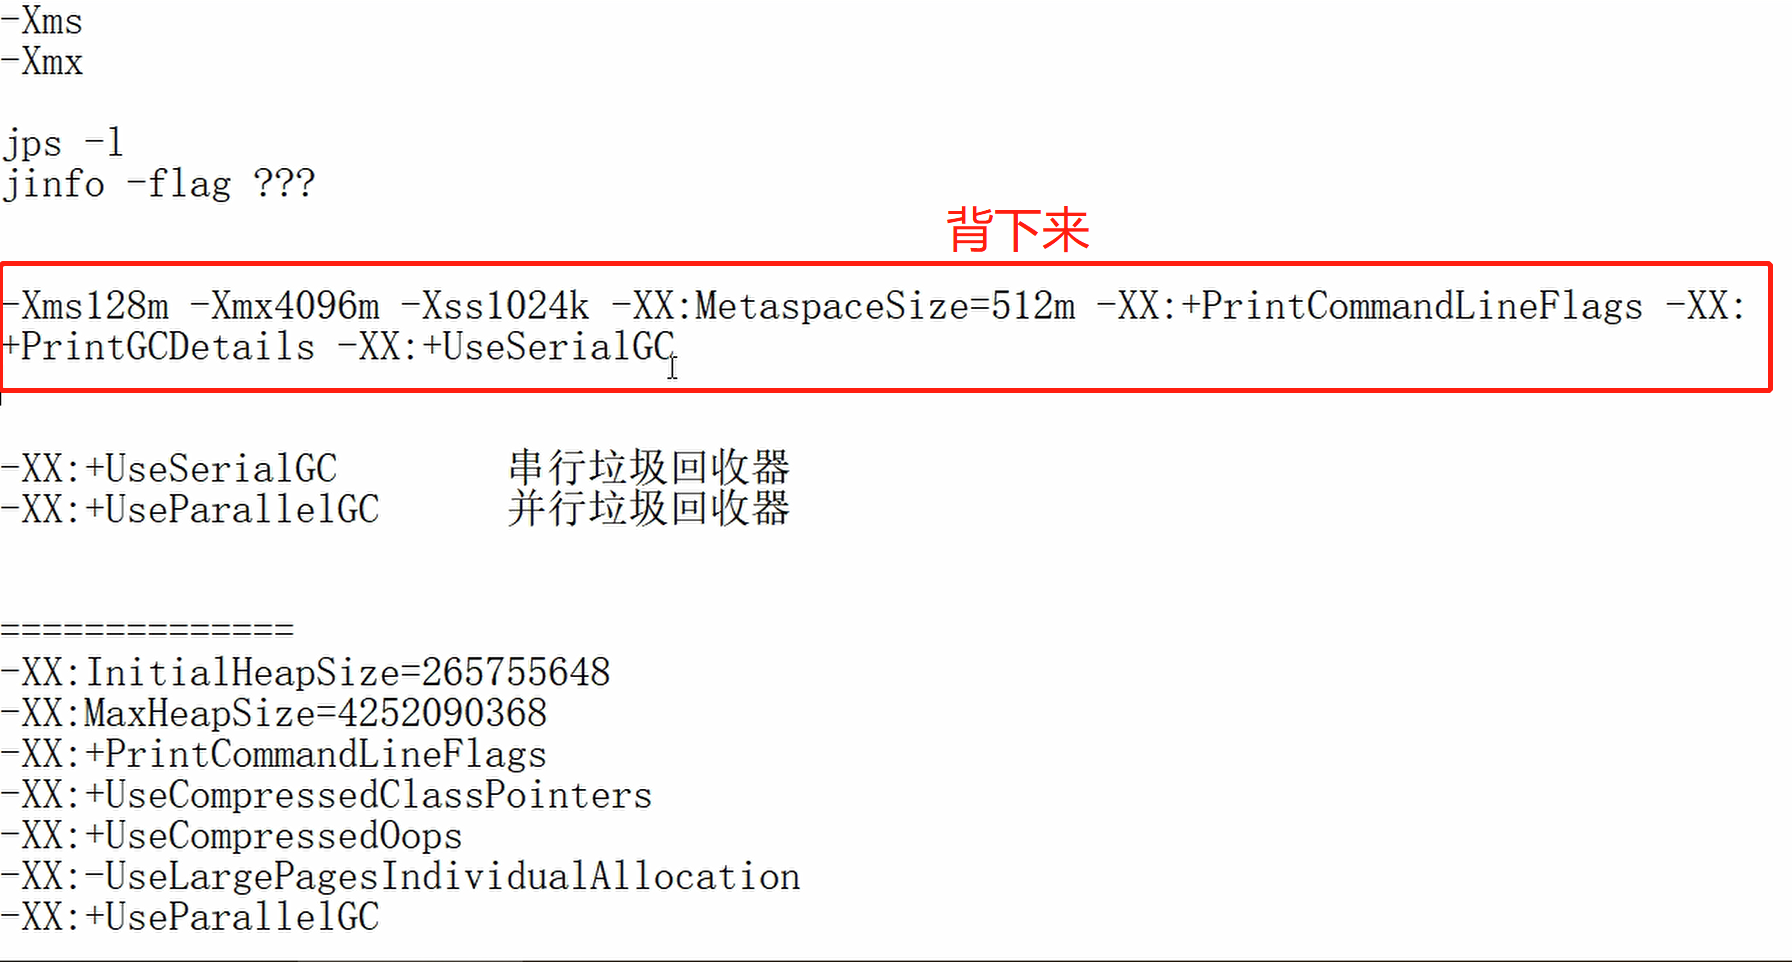 -Xms
-Xmx
jps -l
jinfo -flag ???
背下来
-Xms128m -Xmx4096m -Xss1024k -XX:MetaspaceSize=512m -XX:+PrintCommandLineFlags -XX:
+PrintGCDetails -XX:+UseSerialGC
-XX:+UseSerialGC 串行垃圾回收器
-XX:+UseParallelGC 并行垃圾回收器
==============
-XX:InitialHeapSize=265755648
-XX:MaxHeapSize=4252090368
-XX:+PrintCommandLineFlags
-XX:+UseCompressedClassPointers
-XX:+UseCompressedOops
-XX:-UseLargePagesIndividualAllocation
-XX:+UseParallelGC